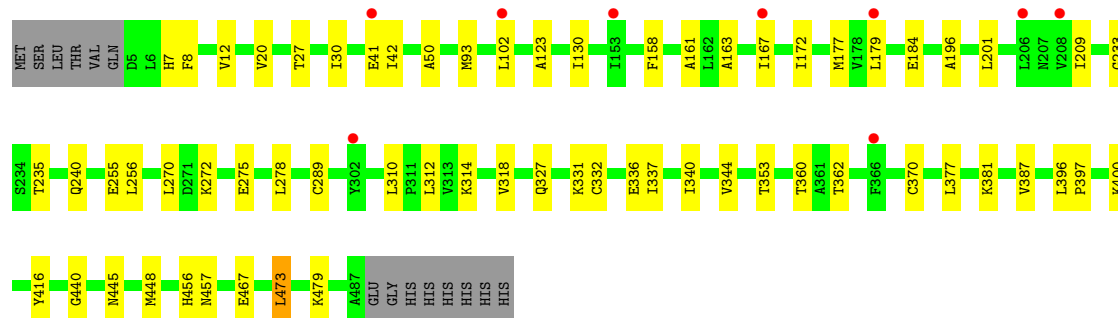 MET SER LEU THR VAL GLN D5 L6 H7 F8 V12 V20 T27 I30 E41 I42 A50 M93 L102 A123 I130 I153 F158 A161 L162 A163 I167 I172 M177 V178 L179 E184 A196 L201 L206 N207 V208 I209
S234 T235 Q240 E255 L256 L270 D271 K272 E275 L278 C289 Y302 L310 P311 L312 V313 K314 V318 Q327 K331 C332 E336 I337 I340 V344 T353 T360 A361 T362 F366 C370 L377 K381 V387 L396 P397
Y416 G440 N445 M448 H456 N457 E467 L473 K479 A487 GLU GLY HIS HIS HIS HIS HIS HIS